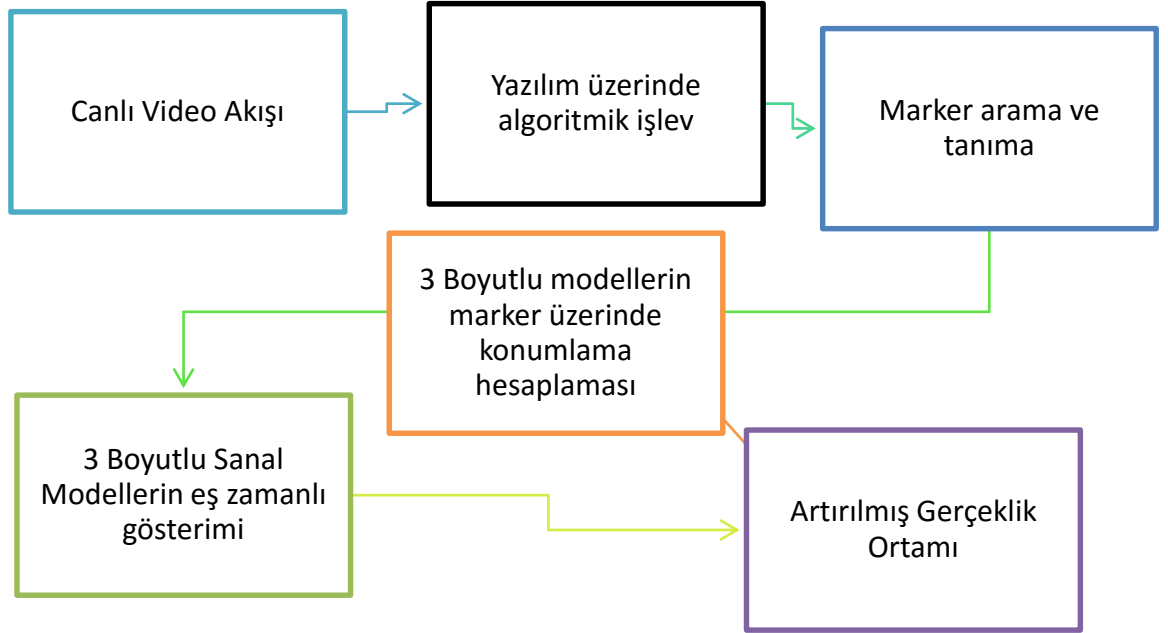 Canlı Video Akışı
Yazılım üzerinde
algoritmik işlev
Marker arama ve
tanıma
3 Boyutlu modellerin
marker üzerinde
konumlama
hesaplaması
3 Boyutlu Sanal
Modellerin eş zamanlı
gösterimi
Artırılmış Gerçeklik
Ortamı